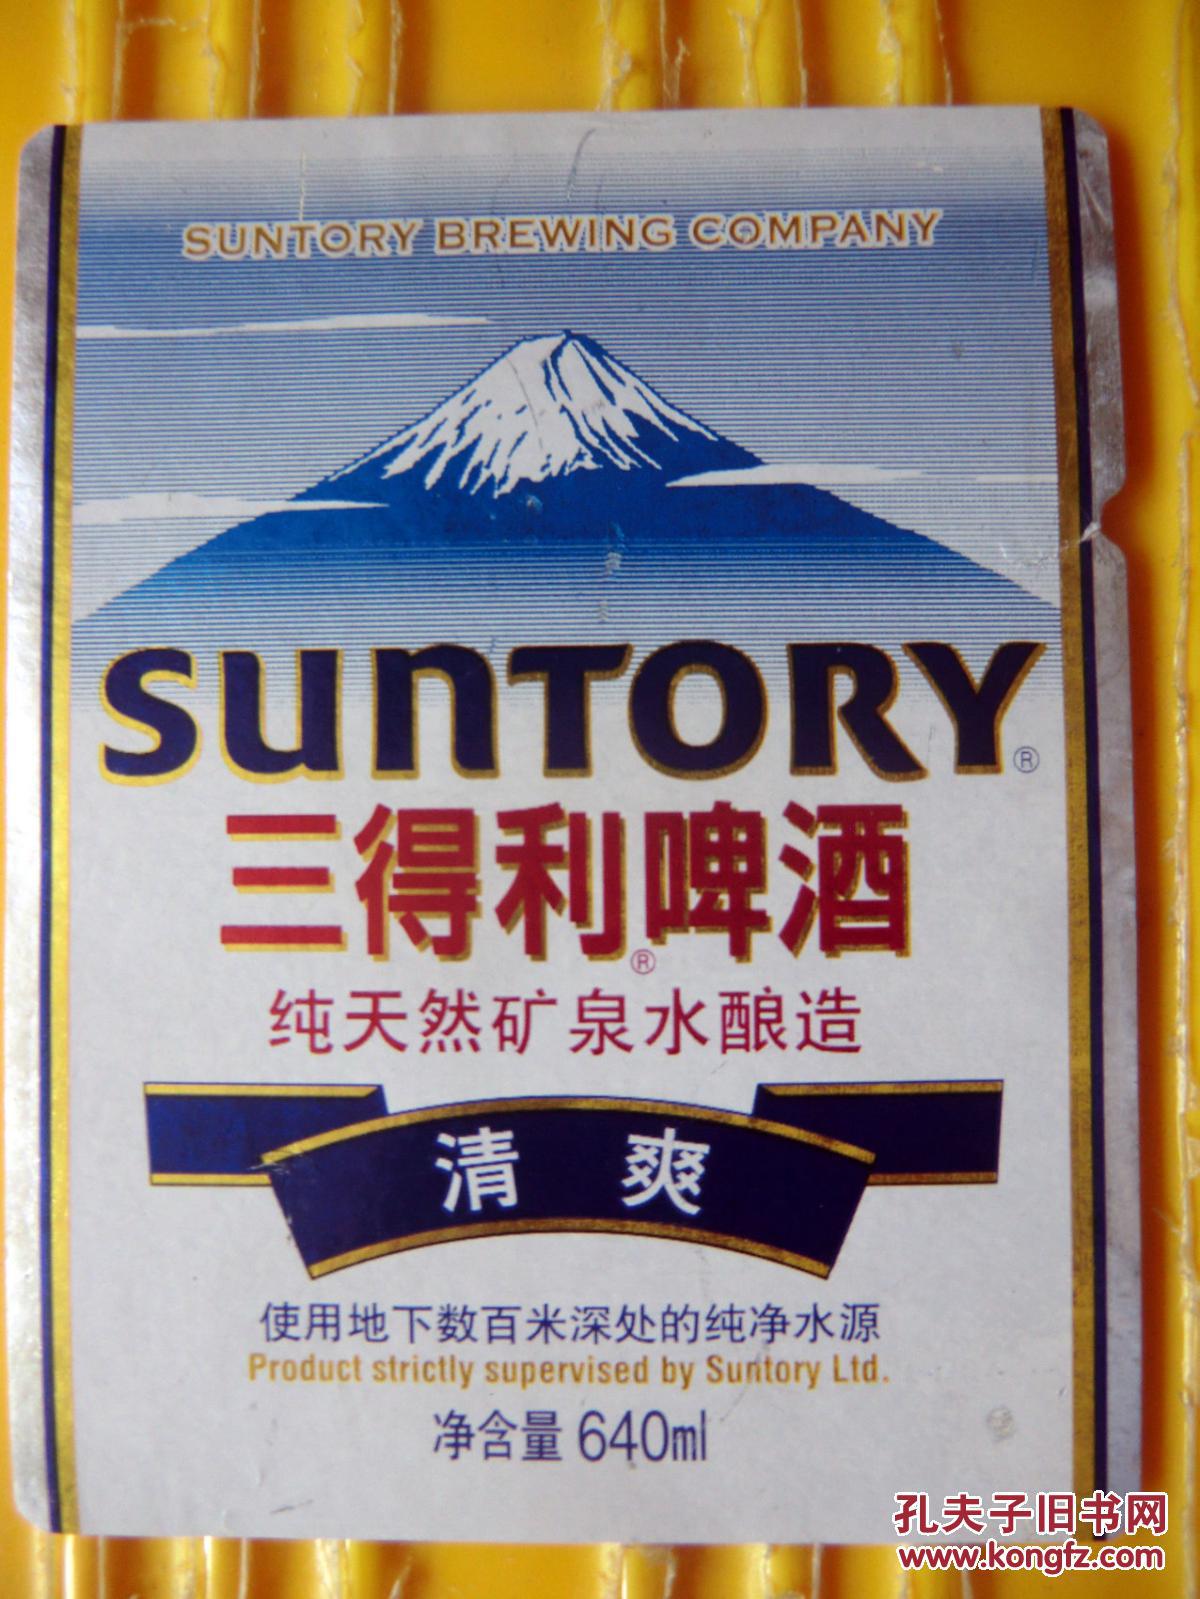 SUNTORY BREWING COMPANY
SUNTORY®
三得利®啤酒
纯天然矿泉水酿造
清爽
使用地下数百米深处的纯净水源
Product strictly supervised by Suntory Ltd.
净含量 640ml
孔夫子旧书网
www.kongfz.com